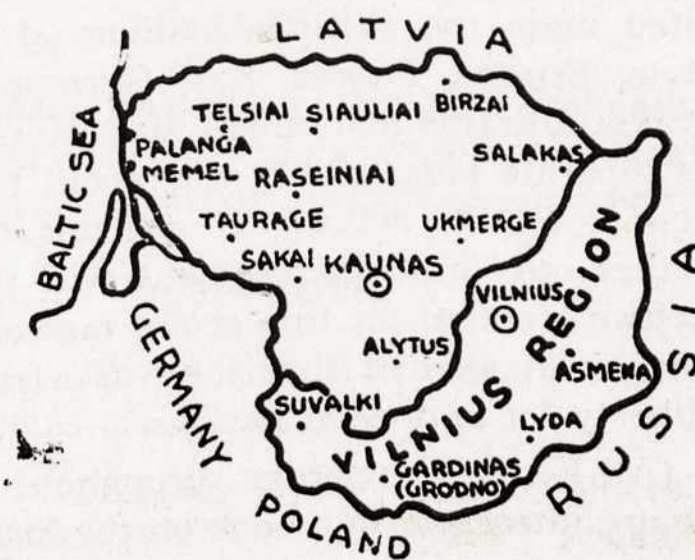 LATVIA
BIRZAI
TELSIAI SIAULIAI
PALANGA
SALAKAS
MEMEL
RASEINIAI
BALTIC SEA
TAURAGE
UKMERGE
SAKAI KAUNAS
VILNIUS
VILNIUS REGION
GERMANY
ALYTUS
ASMENA
RUSSIA
SUVALKI
LYDA
GARDINAS
(GRODNO)
POLAND